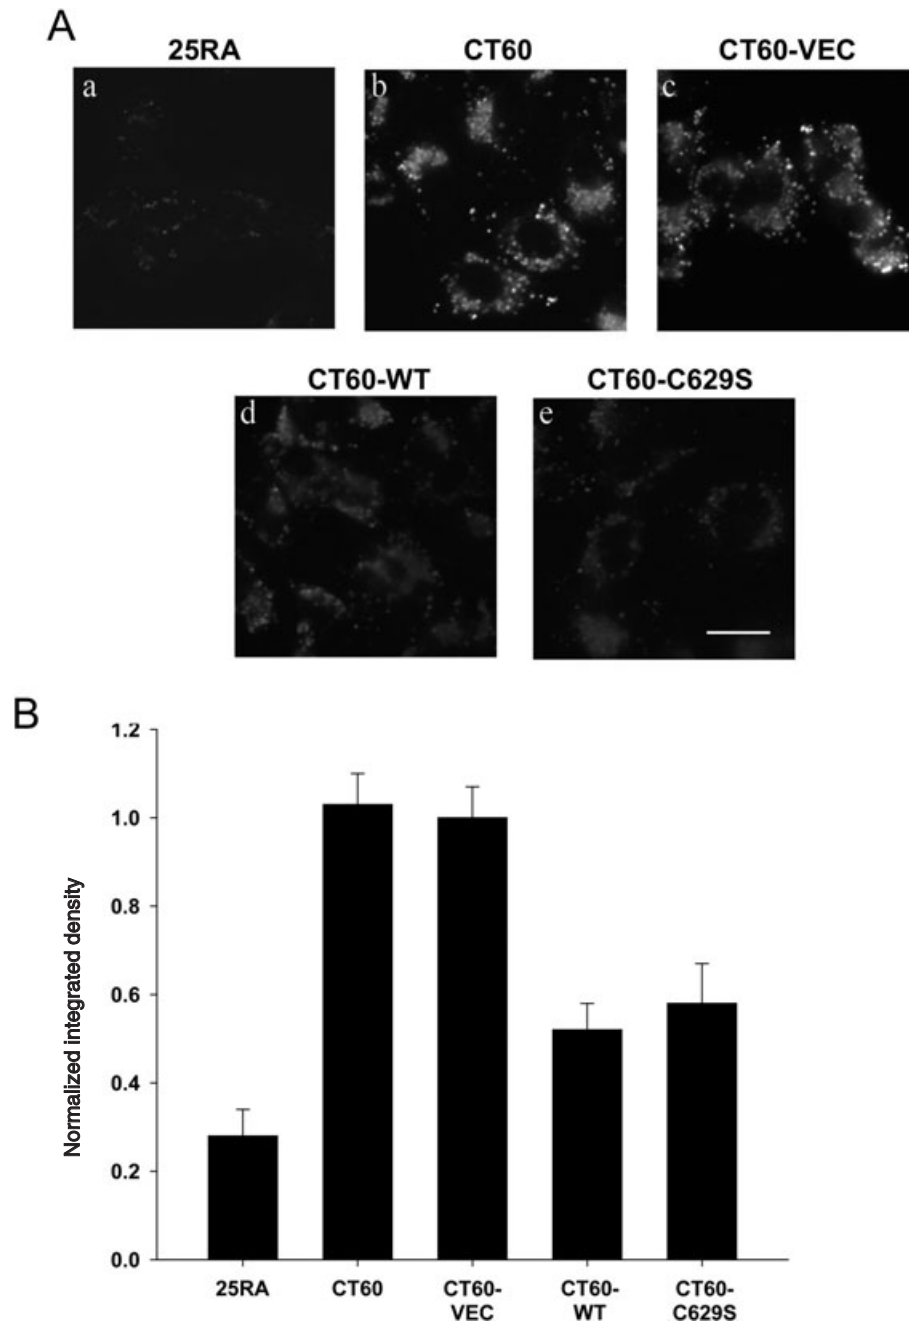 A
25RA
CT60
CT60-VEC
a
b
c
CT60-WT
CT60-C629S
d
e
B
Normalized integrated density
1.2
1.0
0.8
0.6
0.4
0.2
0.0
25RA
CT60
CT60-
VEC
CT60-
WT
CT60-
C629S